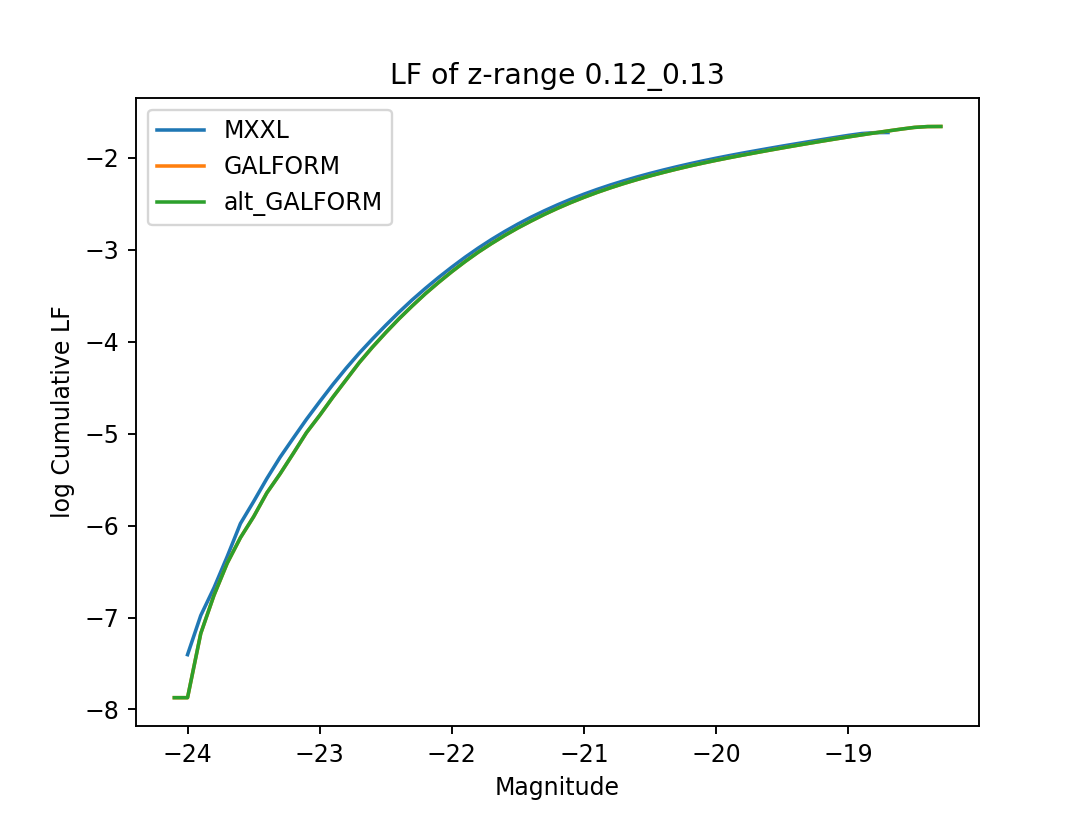 LF of z-range 0.12_0.13
MXXL
GALFORM
alt_GALFORM
log Cumulative LF
−2
−3
−4
−5
−6
−7
−8
−24
−23
−22
−21
−20
−19
Magnitude